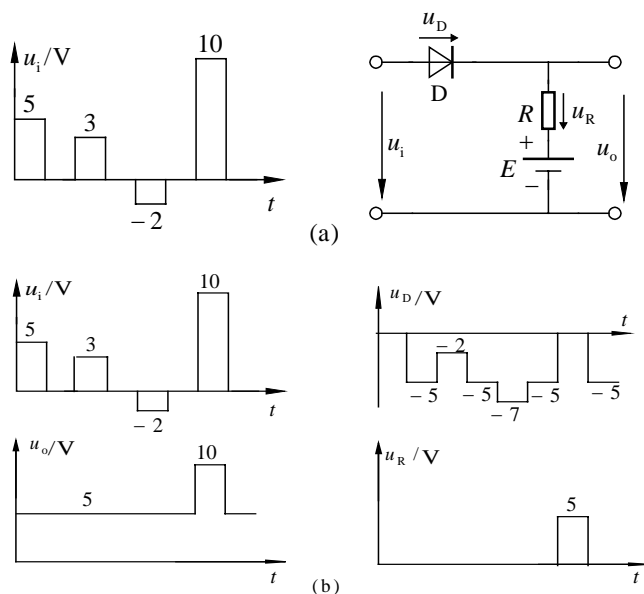 u_i/V
5
3
10
− 2
t
u_D
D
R
u_R
+
E
−
u_i
u_o
(a)
u_i/V
5
3
10
− 2
t
u_D/V
t
− 2
− 5
− 5
− 7
− 5
− 5
u_o/V
5
10
t
u_R/V
5
t
(b)